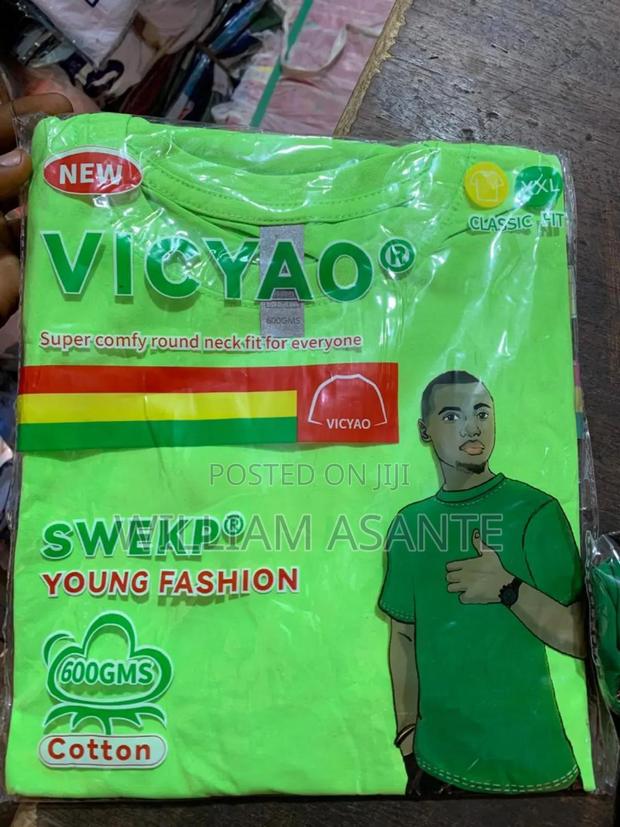 NEW
XXL
CLASSIC FIT
VICYAO®
600GMS
Super comfy round neck fit for everyone
VICYAO
POSTED ON JIJI
SWEKP®
WILLIAM ASANTE
YOUNG FASHION
600GMS
Cotton